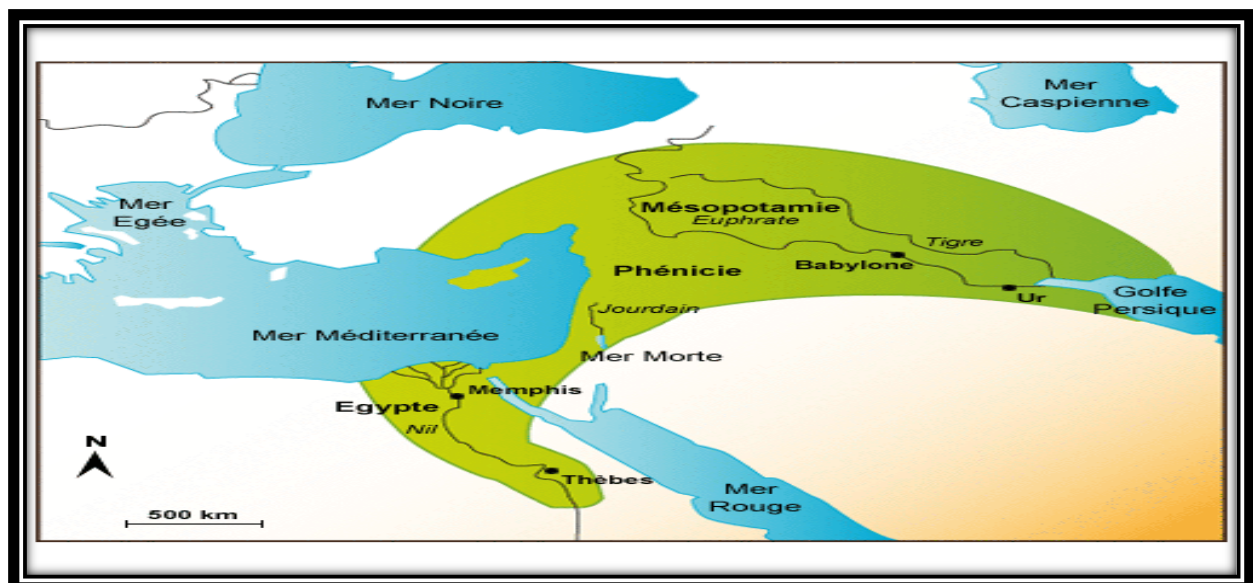 Mer
Caspienne
Mer Noire
Mer
Egée
Mésopotamie
Euphrate
Tigre
Babylone
Phénicie
Ur
Golfe
Persique
Jourdain
Mer Méditerranée
Mer Morte
Memphis
Egypte
Nil
N
Thèbes
Mer
Rouge
500 km